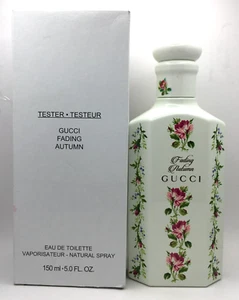 TESTER • TESTEUR
GUCCI
FADING
AUTUMN
EAU DE TOILETTE
VAPORISATEUR - NATURAL SPRAY
150 ml - 5.0 FL. OZ.
Fading
Autumn
GUCCI